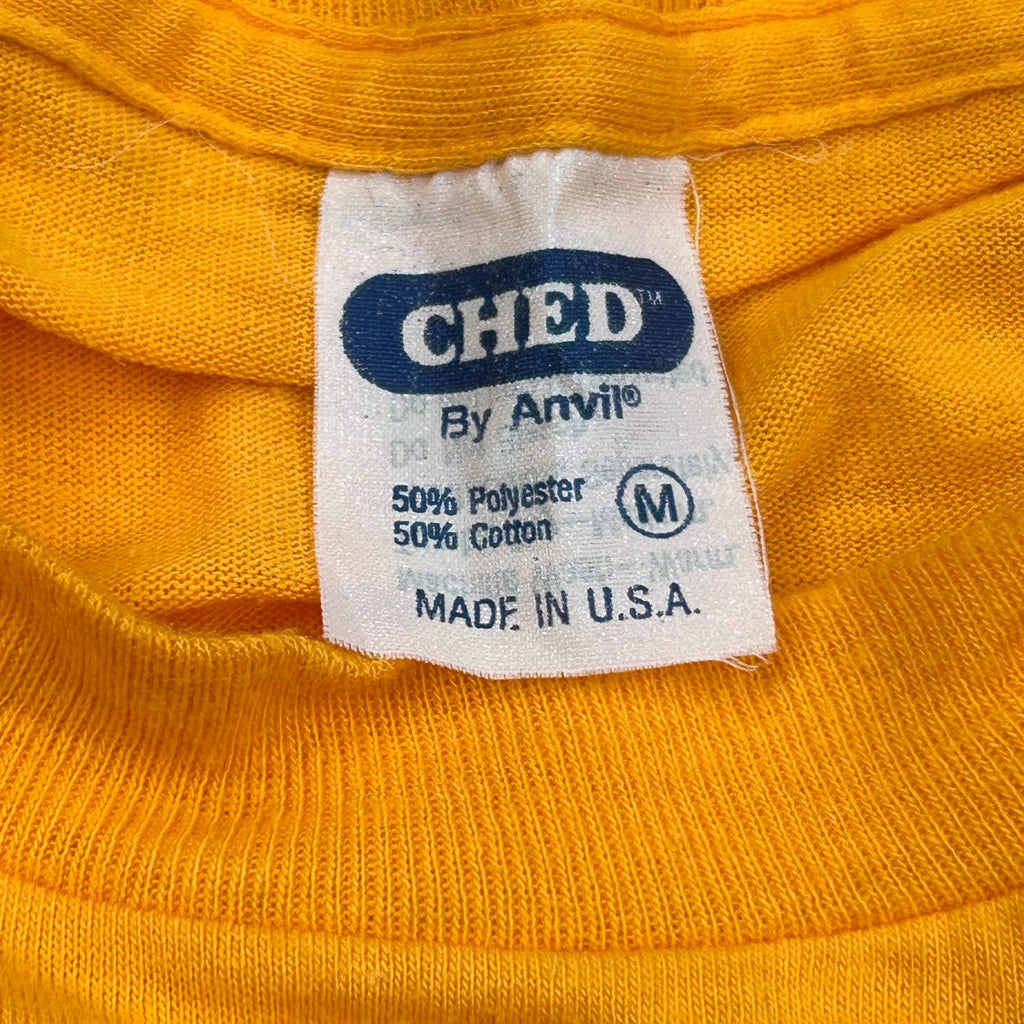 CHED™
By Anvil®
50% Polyester
50% Cotton
M
MADE IN U.S.A.